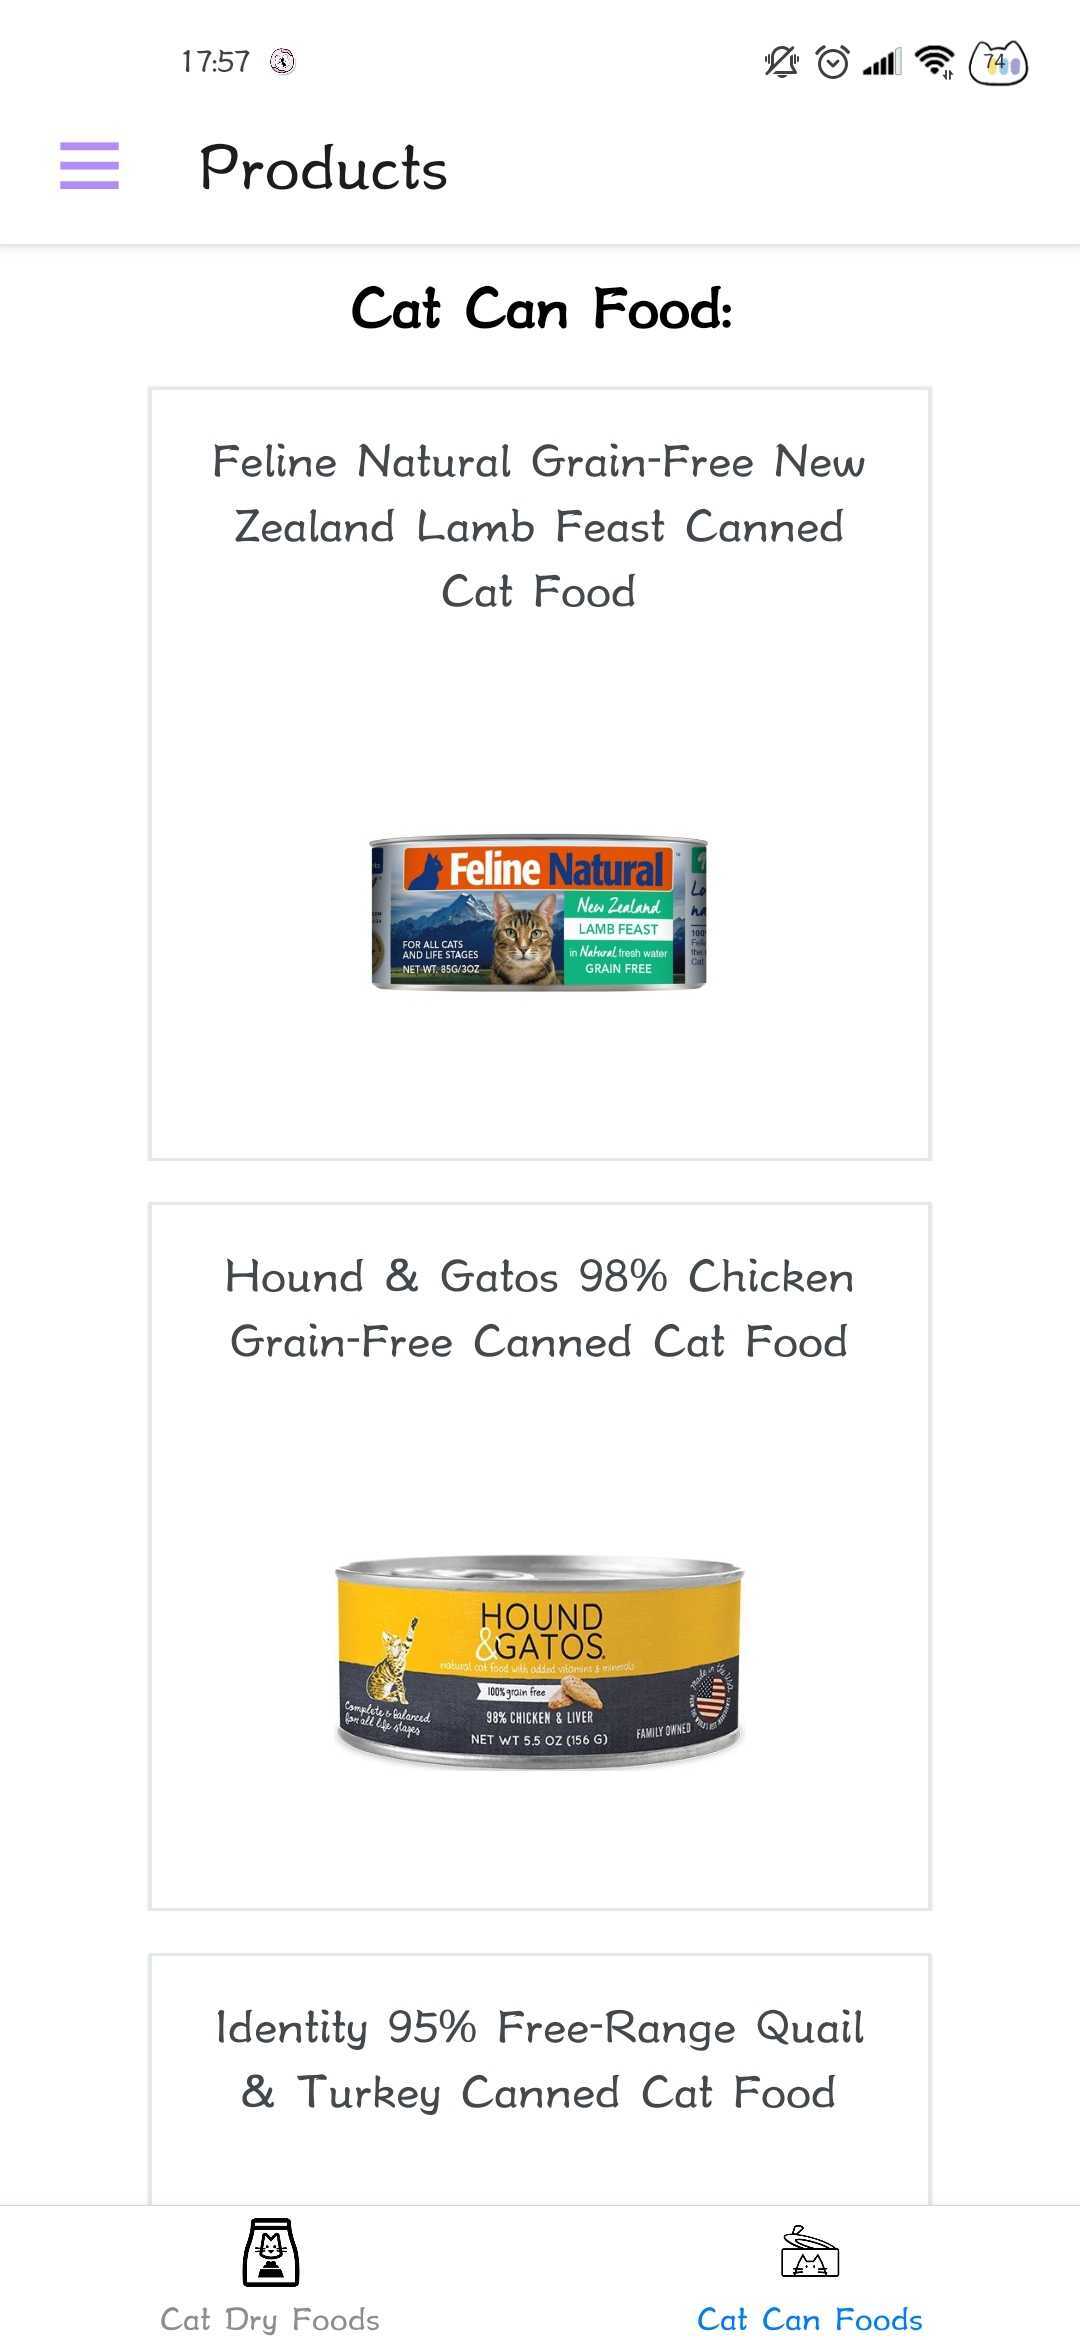 17:57
74
Products
Cat Can Food:
Feline Natural Grain-Free New
Zealand Lamb Feast Canned
Cat Food
Feline Natural
New Zealand
LAMB FEAST
in Natural fresh water
GRAIN FREE
FOR ALL CATS
AND LIFE STAGES
NET WT. 85G/3OZ
Hound & Gatos 98% Chicken
Grain-Free Canned Cat Food
HOUND
&GATOS
natural cat food with added vitamins & minerals
100% grain free
98% CHICKEN & LIVER
NET WT 5.5 OZ (156 G)
Complete & Balanced
for all life stages
FAMILY OWNED
Made in the USA
Identity 95% Free-Range Quail
& Turkey Canned Cat Food
Cat Dry Foods
Cat Can Foods